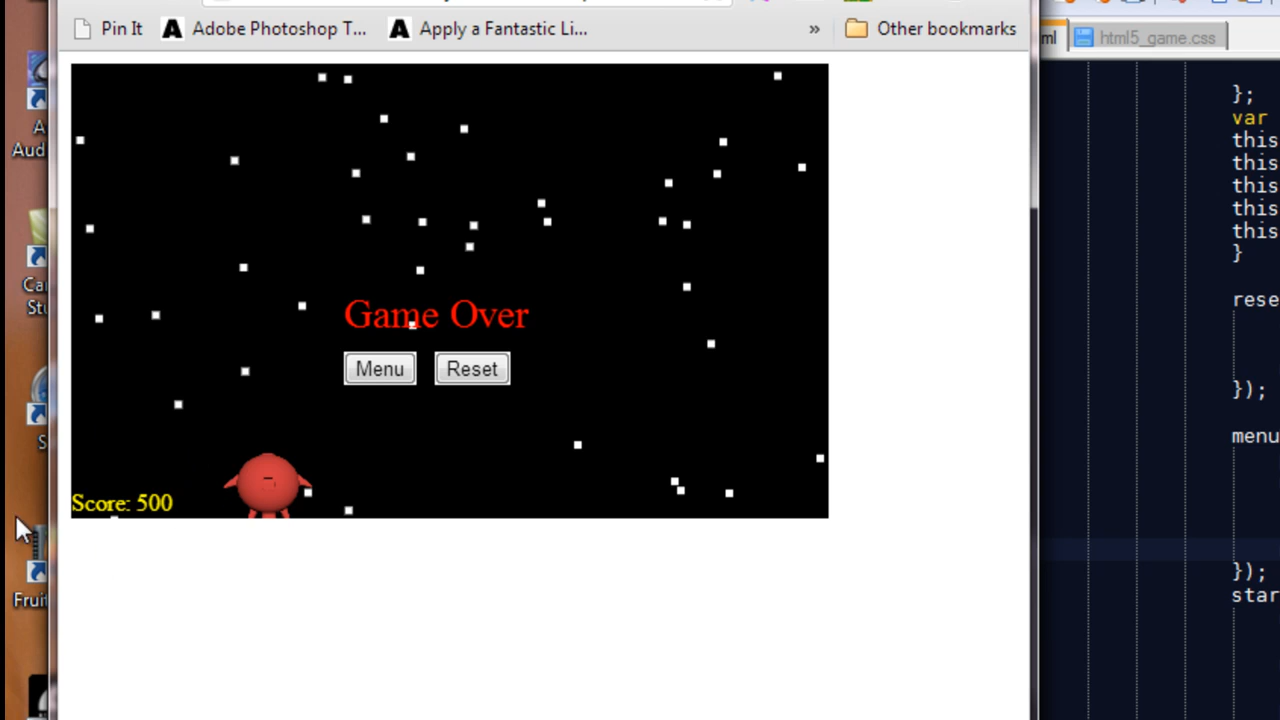 Pin It
Adobe Photoshop T...
Apply a Fantastic Li...
»
Other bookmarks
ml
html5_game.css
Game Over
Menu
Reset
Score: 500
A
Aud
Ca
Stu
S
Fruit
};
var
this
this
this
this
this
}
rese
});
menu
});
star